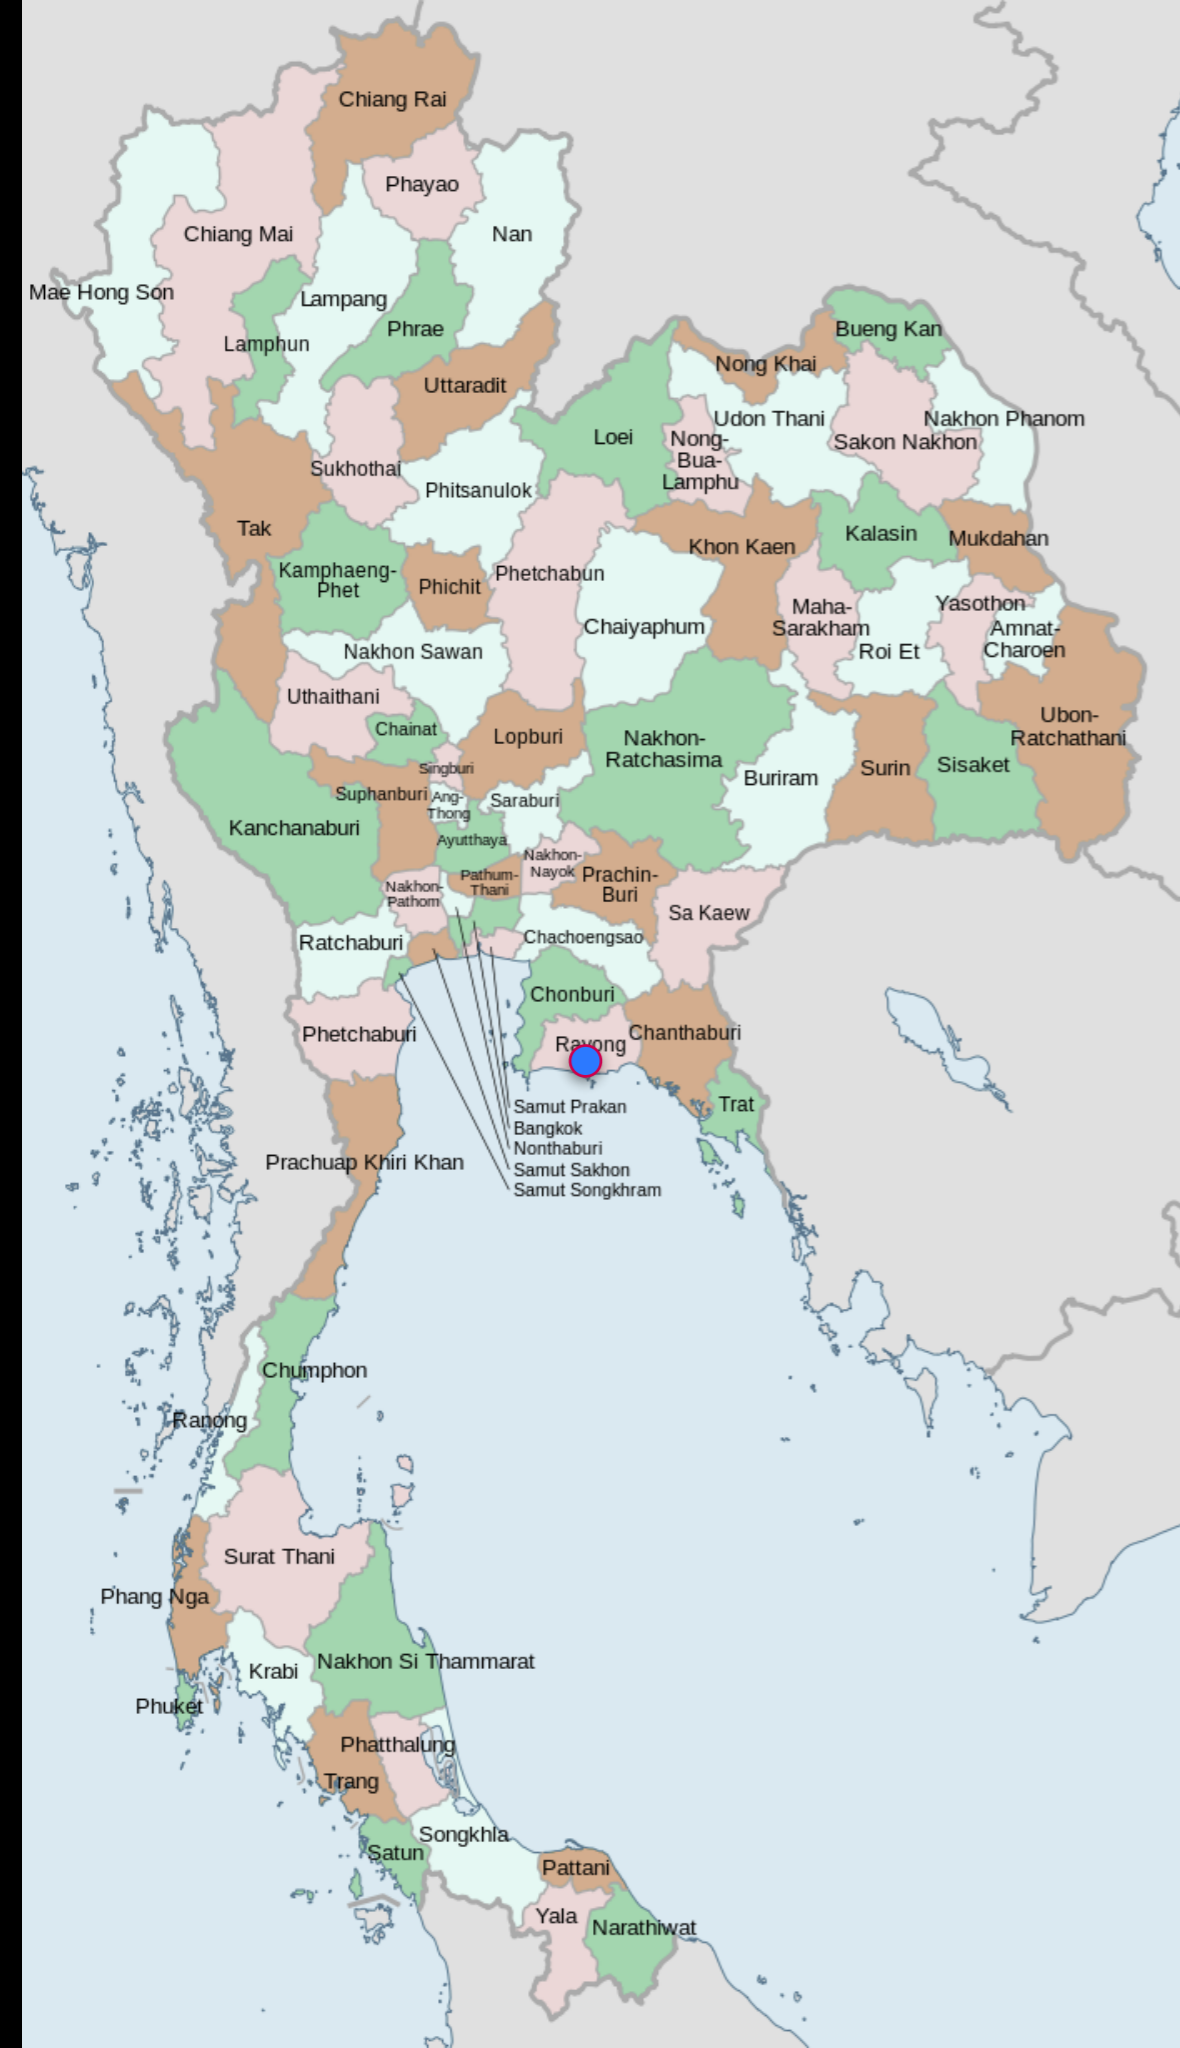 Chiang Rai
Phayao
Chiang Mai
Nan
Mae Hong Son
Lampang
Phrae
Lamphun
Bueng Kan
Nong Khai
Uttaradit
Udon Thani
Nakhon Phanom
Loei
Nong-
Bua-
Lamphu
Sakon Nakhon
Sukhothai
Phitsanulok
Tak
Kalasin
Mukdahan
Khon Kaen
Kamphaeng-
Phet
Phichit
Phetchabun
Maha-
Sarakham
Yasothon
Amnat-
Charoen
Chaiyaphum
Roi Et
Nakhon Sawan
Uthaithani
Chainat
Lopburi
Nakhon-
Ratchasima
Ubon-
Ratchathani
Singburi
Buriram
Surin
Sisaket
Suphanburi
Ang-
Thong
Saraburi
Kanchanaburi
Ayutthaya
Nakhon-
Nayok
Pathum-
Thani
Prachin-
Buri
Nakhon-
Pathom
Sa Kaew
Ratchaburi
Chachoengsao
Chonburi
Phetchaburi
Rayong
Chanthaburi
Trat
Samut Prakan
Bangkok
Nonthaburi
Samut Sakhon
Samut Songkhram
Prachuap Khiri Khan
Chumphon
Ranong
Surat Thani
Phang Nga
Nakhon Si Thammarat
Krabi
Phuket
Phatthalung
Trang
Songkhla
Satun
Pattani
Yala
Narathiwat